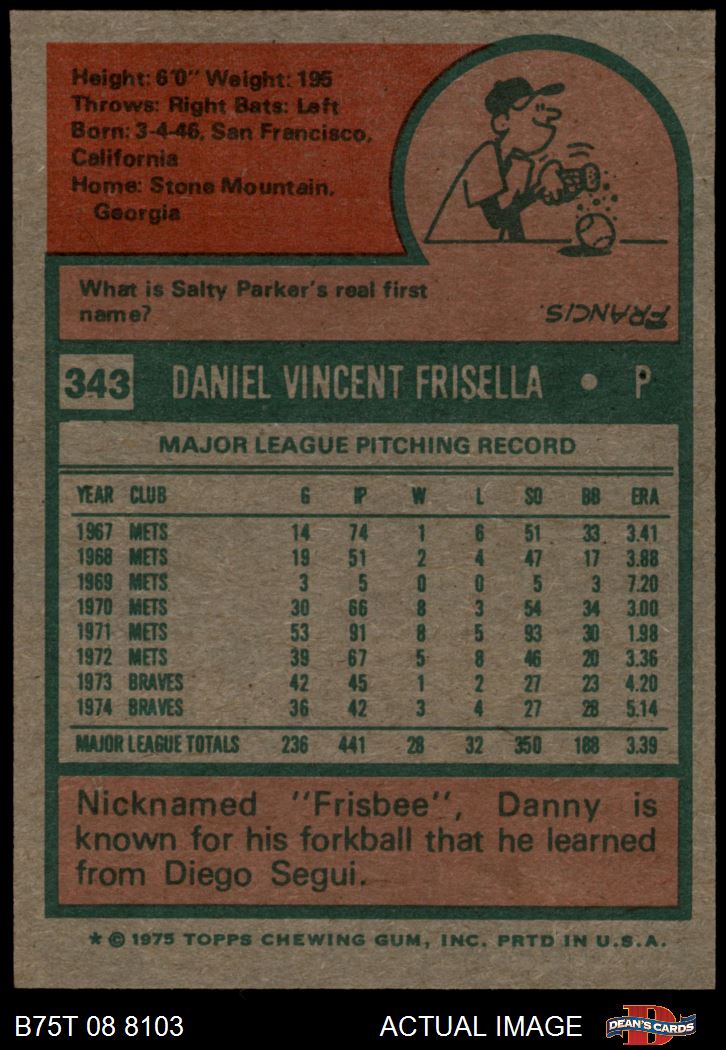 Height: 6'0" Weight: 195
Throws: Right Bats: Left
Born: 3-4-46, San Francisco,
California
Home: Stone Mountain,
Georgia
What is Salty Parker's real first
name?
FRANCIS.
343 DANIEL VINCENT FRISELLA • P
MAJOR LEAGUE PITCHING RECORD
YEAR CLUB G IP W L SO BB ERA
1967 METS 14 74 1 6 51 33 3.41
1968 METS 19 51 2 4 47 17 3.88
1969 METS 3 5 0 0 5 3 7.20
1970 METS 30 66 8 3 54 34 3.00
1971 METS 53 91 8 5 93 30 1.98
1972 METS 39 67 5 8 46 20 3.36
1973 BRAVES 42 45 1 2 27 23 4.20
1974 BRAVES 36 42 3 4 27 28 5.14
MAJOR LEAGUE TOTALS 236 441 28 32 350 188 3.39
Nicknamed "Frisbee", Danny is
known for his forkball that he learned
from Diego Segui.
* © 1975 TOPPS CHEWING GUM, INC. PRTD IN U.S.A.
B75T 08 8103 ACTUAL IMAGE D DEAN'S CARDS